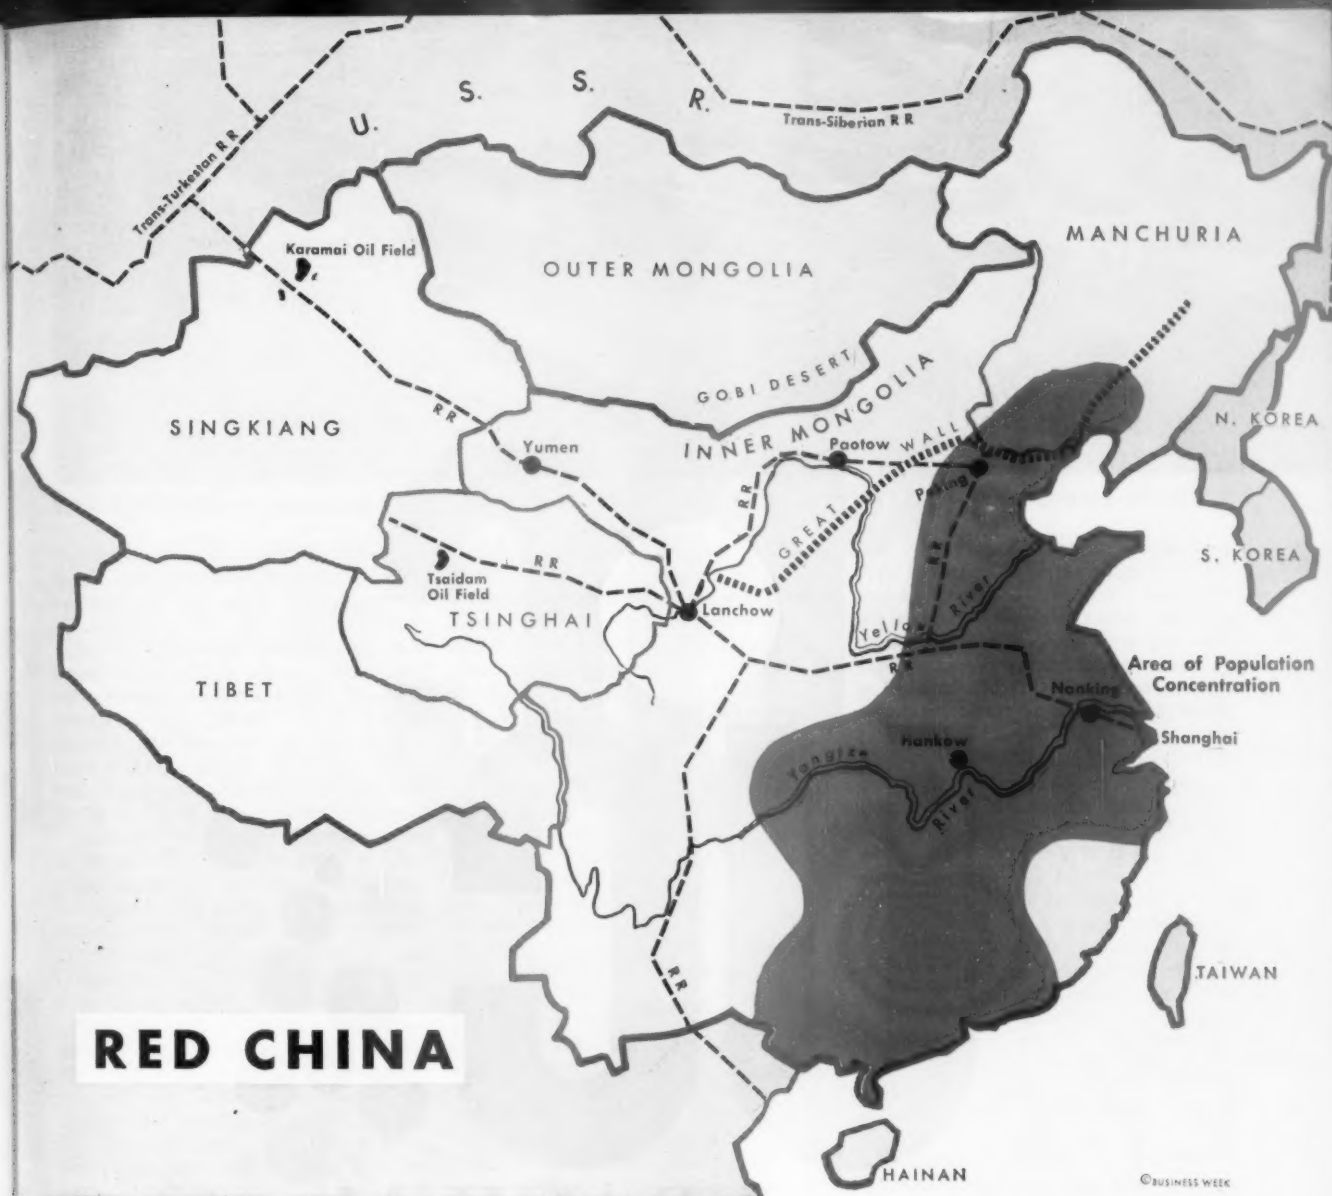 U. S. S. R.
Trans-Siberian R R
Trans-Turkestan R R
MANCHURIA
Karamai Oil Field
OUTER MONGOLIA
GOBI DESERT
INNER MONGOLIA
SINGKIANG
RR
Yumen
Paotow
WALL
N. KOREA
Peking
RR
GREAT
S. KOREA
RR
RR
Tsaidam
Oil Field
River
TSINGHAI
Lanchow
Yellow
RR
Area of Population
Concentration
TIBET
Nanking
Shanghai
Hankow
Yangtze
River
RR
TAIWAN
RED CHINA
HAINAN
©BUSINESS WEEK